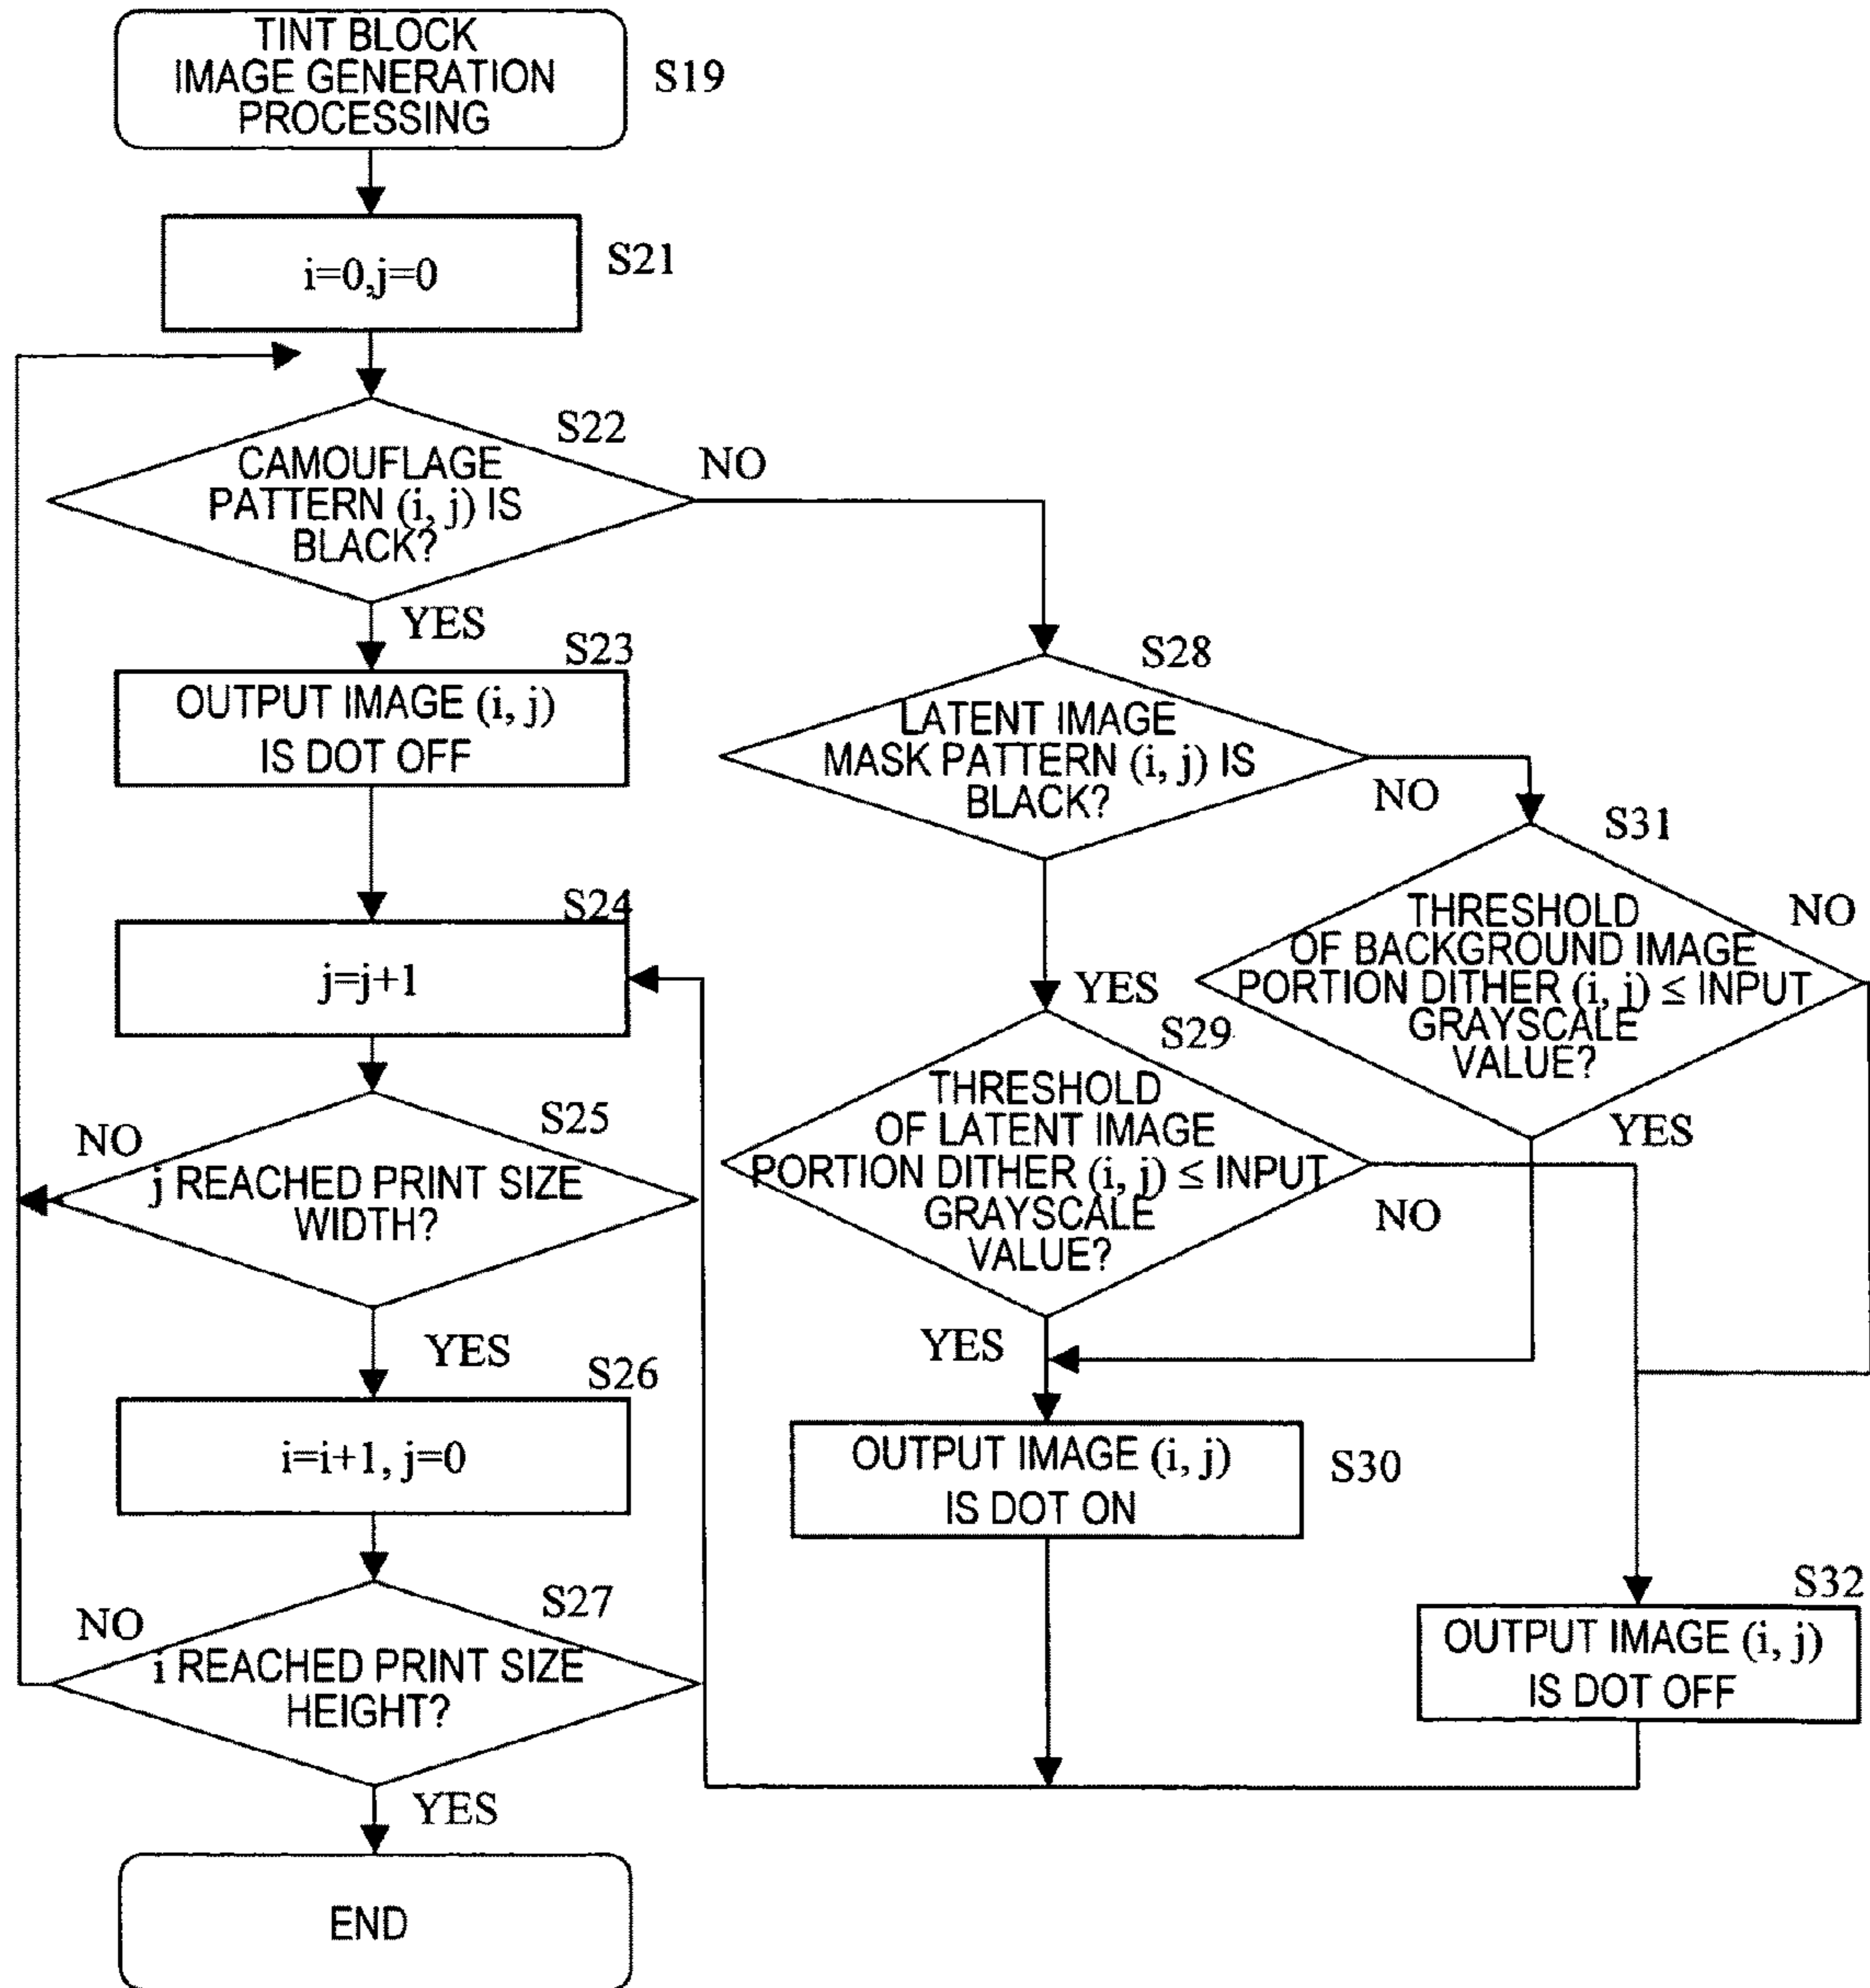 TINT BLOCK
IMAGE GENERATION
PROCESSING
S19
i=0,j=0
S21
S22
CAMOUFLAGE
PATTERN (i, j) IS
BLACK?
NO
YES
S23
OUTPUT IMAGE (i, j)
IS DOT OFF
S24
j=j+1
S25
NO
j REACHED PRINT SIZE
WIDTH?
YES
S26
i=i+1, j=0
S27
NO
i REACHED PRINT SIZE
HEIGHT?
YES
END
S28
LATENT IMAGE
MASK PATTERN (i, j) IS
BLACK?
NO
YES
S29
THRESHOLD
OF LATENT IMAGE
PORTION DITHER (i, j) ≤ INPUT
GRAYSCALE
VALUE?
NO
YES
OUTPUT IMAGE (i, j)
IS DOT ON
S30
S31
THRESHOLD
OF BACKGROUND IMAGE
PORTION DITHER (i, j) ≤ INPUT
GRAYSCALE
VALUE?
NO
YES
S32
OUTPUT IMAGE (i, j)
IS DOT OFF